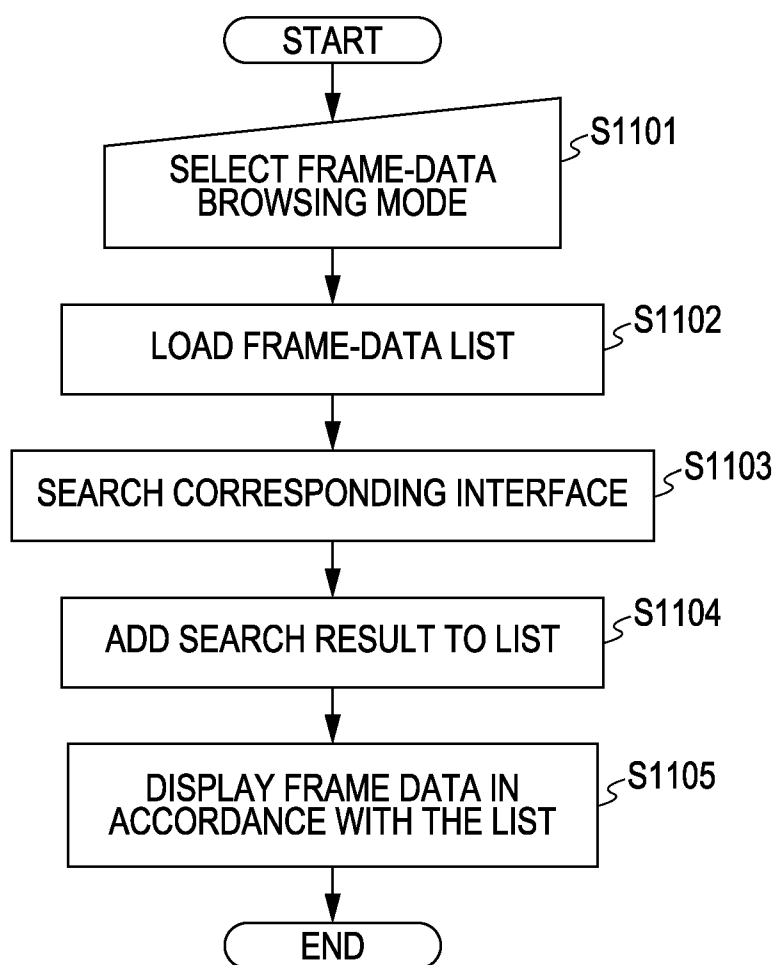 START
SELECT FRAME-DATA
BROWSING MODE
S1101
LOAD FRAME-DATA LIST
S1102
SEARCH CORRESPONDING INTERFACE
S1103
ADD SEARCH RESULT TO LIST
S1104
DISPLAY FRAME DATA IN
ACCORDANCE WITH THE LIST
S1105
END